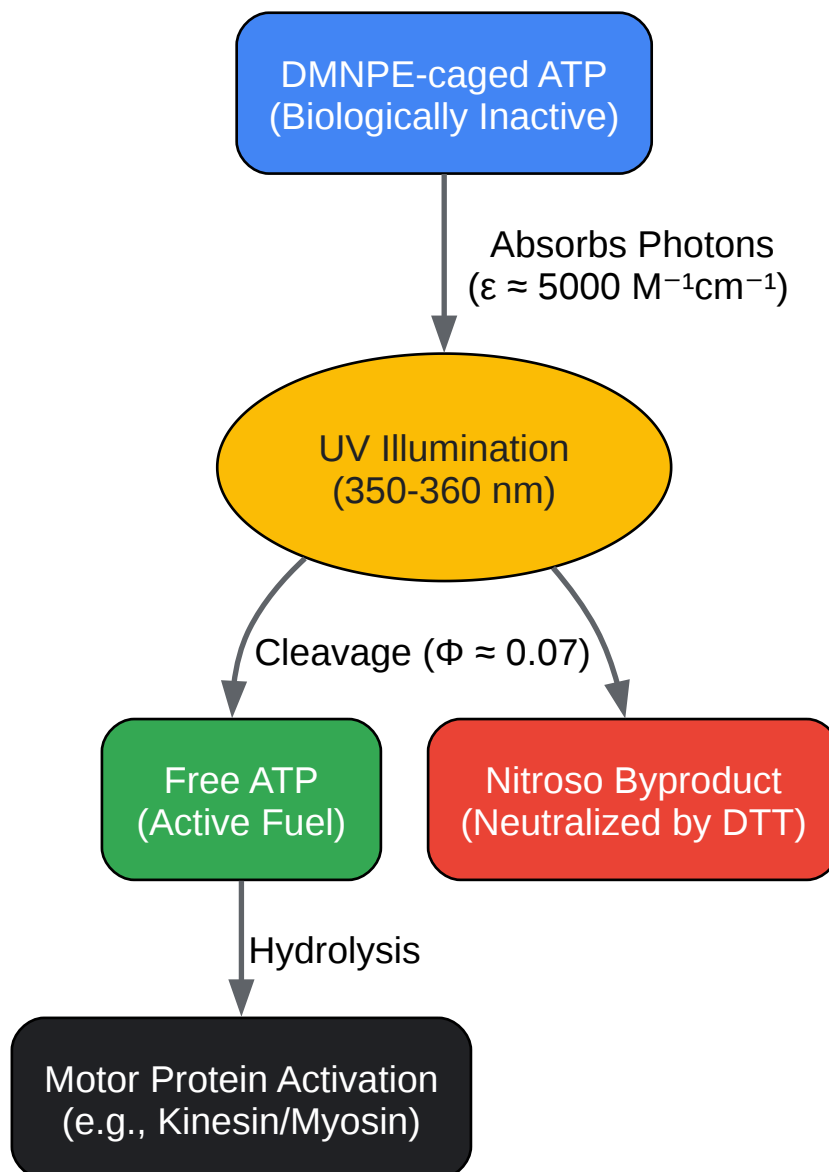 DMNPE-caged ATP
(Biologically Inactive)
Absorbs Photons
(ε ≈ 5000 M⁻¹cm⁻¹)
UV Illumination
(350-360 nm)
Cleavage (Φ ≈ 0.07)
Free ATP
(Active Fuel)
Nitroso Byproduct
(Neutralized by DTT)
Hydrolysis
Motor Protein Activation
(e.g., Kinesin/Myosin)